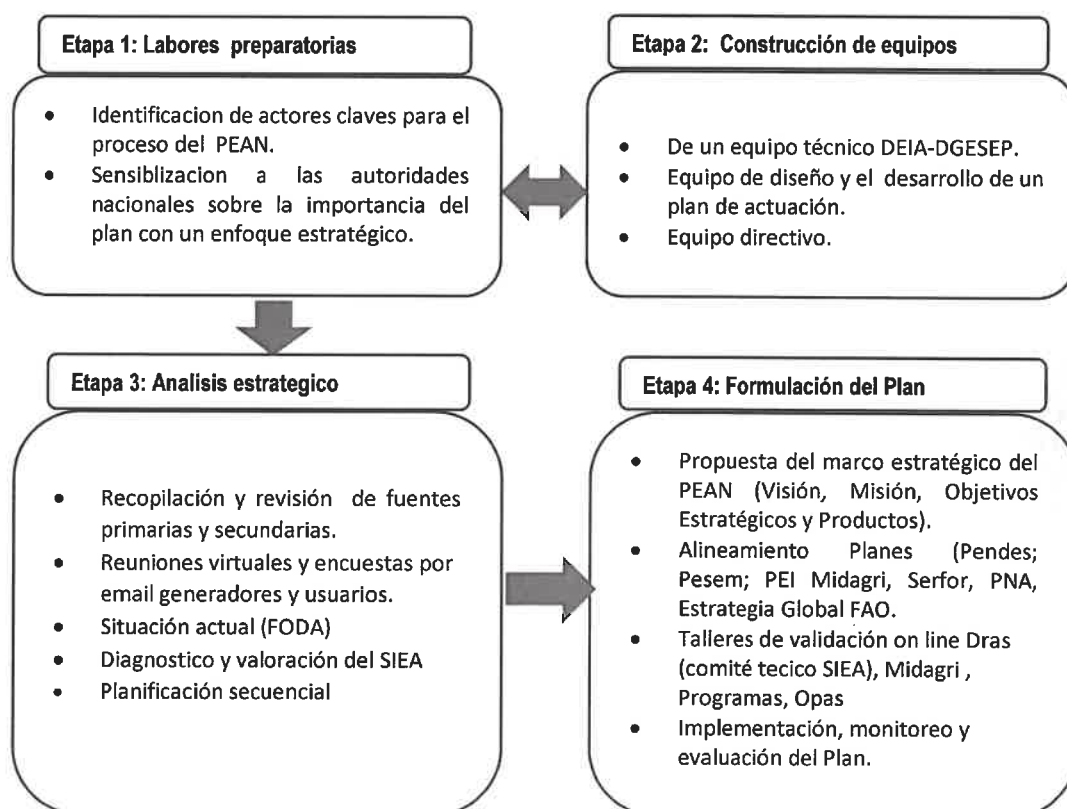 Etapa 1: Labores preparatorias
• Identificacion de actores claves para el
proceso del PEAN.
• Sensiblizacion a las autoridades
nacionales sobre la importancia del
plan con un enfoque estratégico.
Etapa 2: Construcción de equipos
• De un equipo técnico DEIA-DGESEP.
• Equipo de diseño y el desarrollo de un
plan de actuación.
• Equipo directivo.
Etapa 3: Analisis estrategico
• Recopilación y revisión de fuentes
primarias y secundarias.
• Reuniones virtuales y encuestas por
email generadores y usuarios.
• Situación actual (FODA)
• Diagnostico y valoración del SIEA
• Planificación secuencial
Etapa 4: Formulación del Plan
• Propuesta del marco estratégico del
PEAN (Visión, Misión, Objetivos
Estratégicos y Productos).
• Alineamiento Planes (Pendes;
Pesem; PEI Midagri, Serfor, PNA,
Estrategia Global FAO.
• Talleres de validación on line Dras
(comité tecico SIEA), Midagri ,
Programas, Opas
• Implementación, monitoreo y
evaluación del Plan.